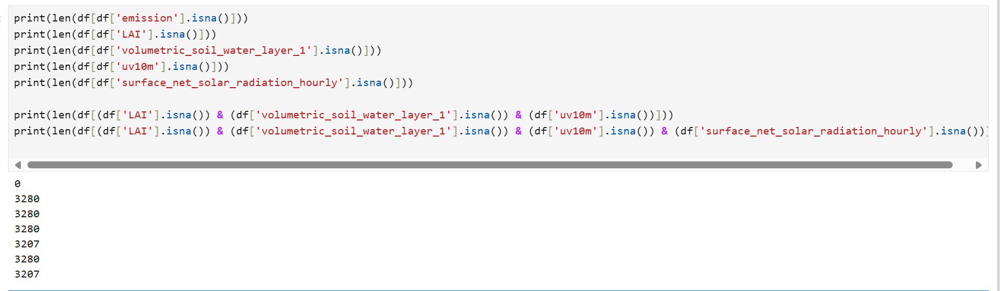 print(len(df[df['emission'].isna()]))
print(len(df[df['LAI'].isna()]))
print(len(df[df['volumetric_soil_water_layer_1'].isna()]))
print(len(df[df['uv10m'].isna()]))
print(len(df[df['surface_net_solar_radiation_hourly'].isna()]))
print(len(df[(df['LAI'].isna()) & (df['volumetric_soil_water_layer_1'].isna()) & (df['uv10m'].isna())]))
print(len(df[(df['LAI'].isna()) & (df['volumetric_soil_water_layer_1'].isna()) & (df['uv10m'].isna()) & (df['surface_net_solar_radiation_hourly'].isna())]
0
3280
3280
3280
3207
3280
3207